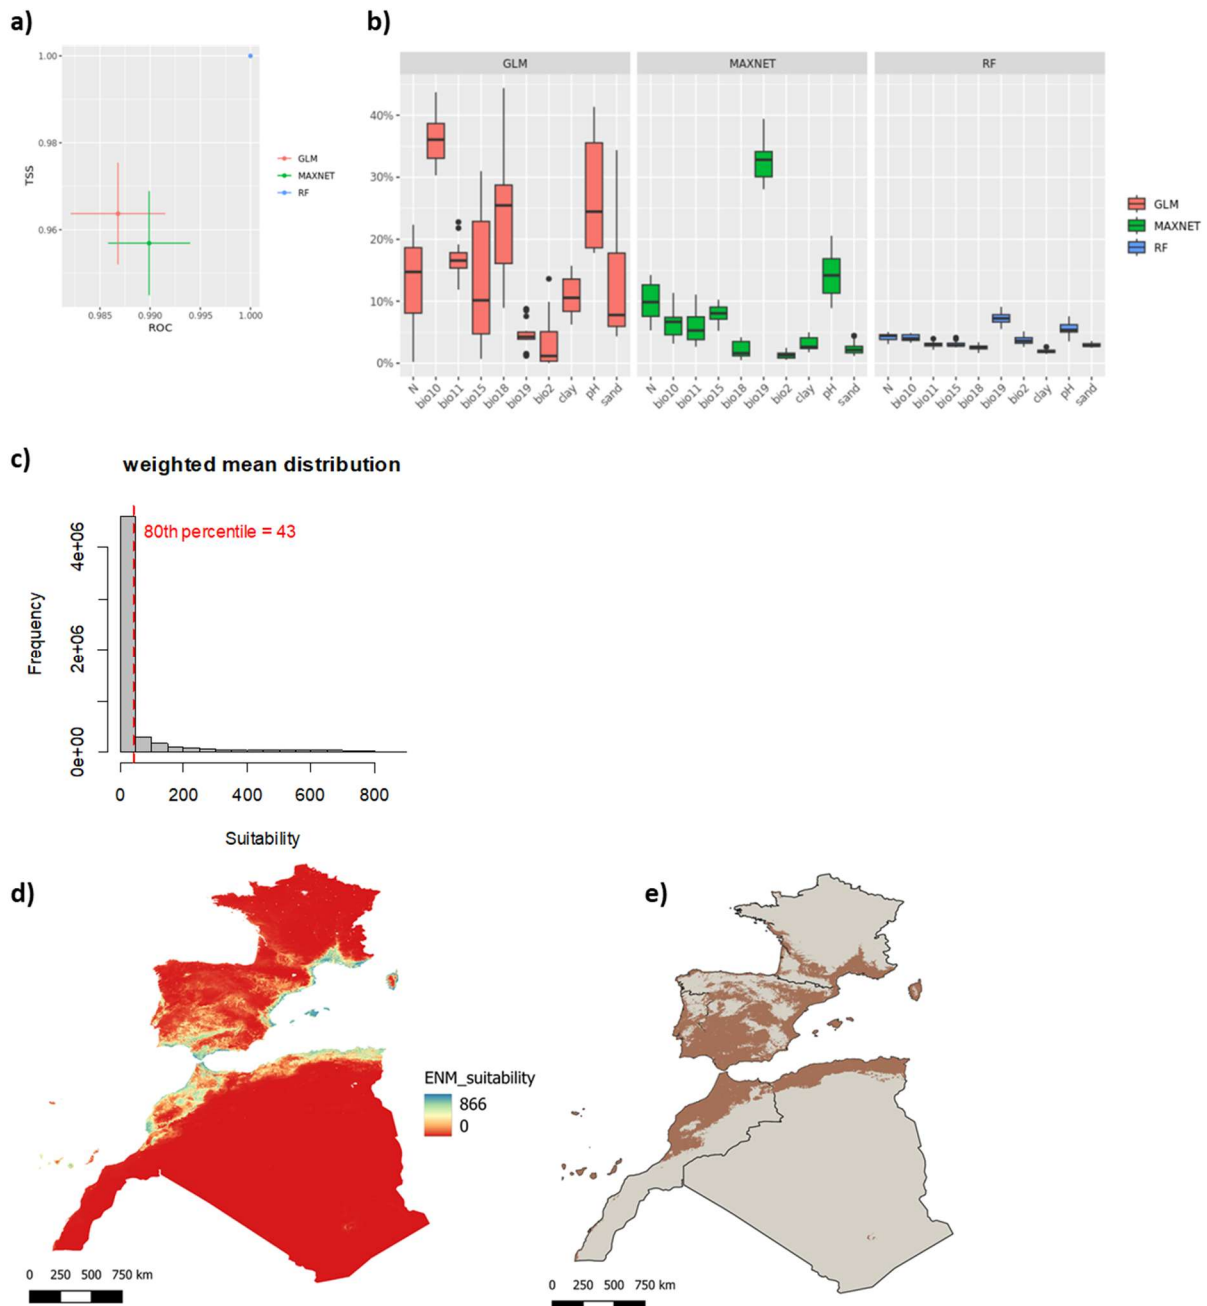 a)
1.00
0.98
0.96
TSS
0.985
0.990
0.995
1.000
ROC
GLM
MAXNET
RF
b)
GLM
MAXNET
RF
40%
30%
20%
10%
0%
N
bio10
bio11
bio15
bio18
bio19
bio2
clay
pH
sand
N
bio10
bio11
bio15
bio18
bio19
bio2
clay
pH
sand
N
bio10
bio11
bio15
bio18
bio19
bio2
clay
pH
sand
GLM
MAXNET
RF
c)
weighted mean distribution
80th percentile = 43
Frequency
4e+06
2e+06
0e+00
0 200 400 600 800
Suitability
d)
ENM_suitability
866
0
0 250 500 750 km
e)
0 250 500 750 km